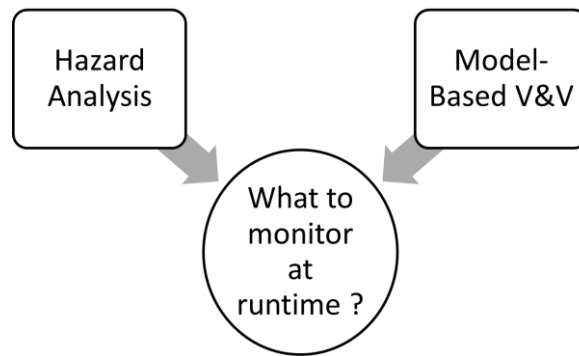 Hazard
Analysis
Model-
Based V&V
What to
monitor
at
runtime ?